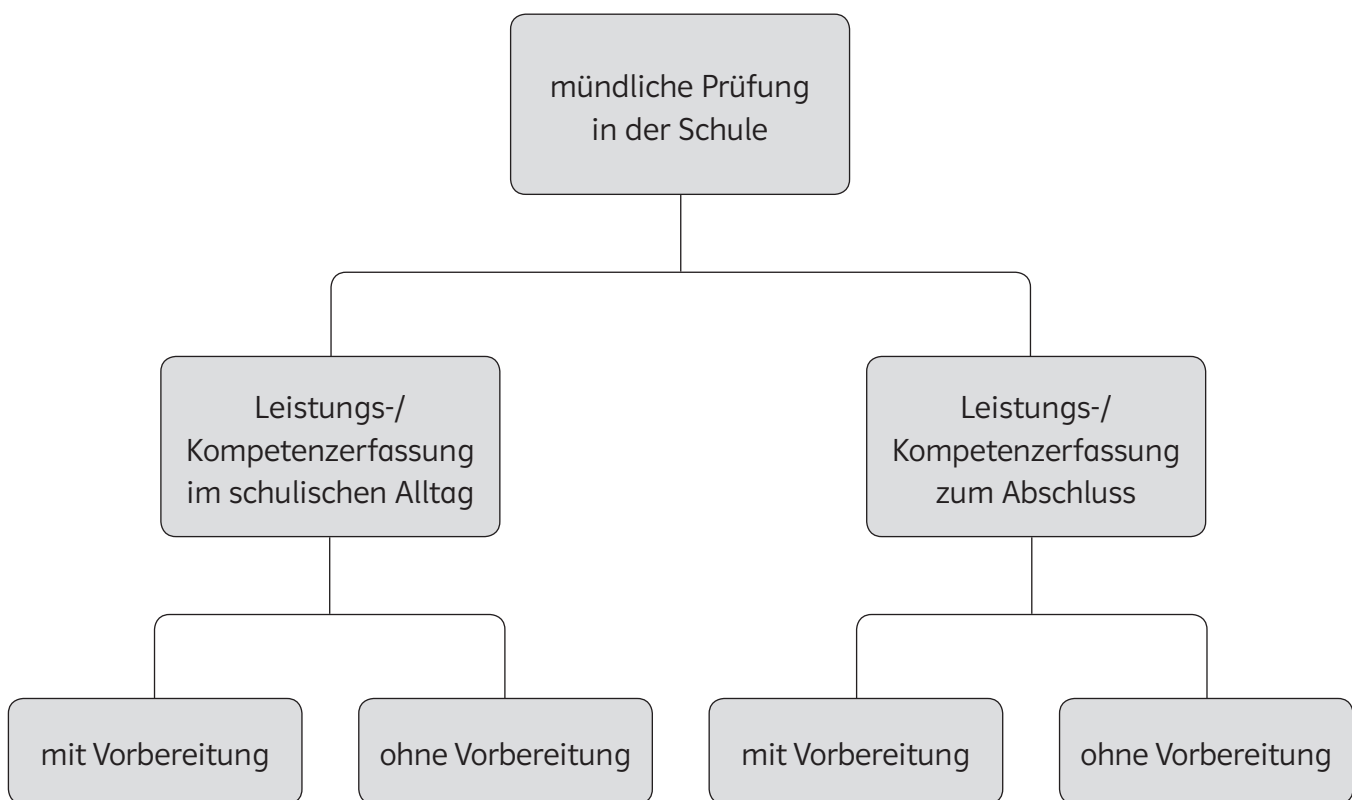 mündliche Prüfung
in der Schule
Leistungs-/
Kompetenzerfassung
im schulischen Alltag
Leistungs-/
Kompetenzerfassung
zum Abschluss
mit Vorbereitung
ohne Vorbereitung
mit Vorbereitung
ohne Vorbereitung